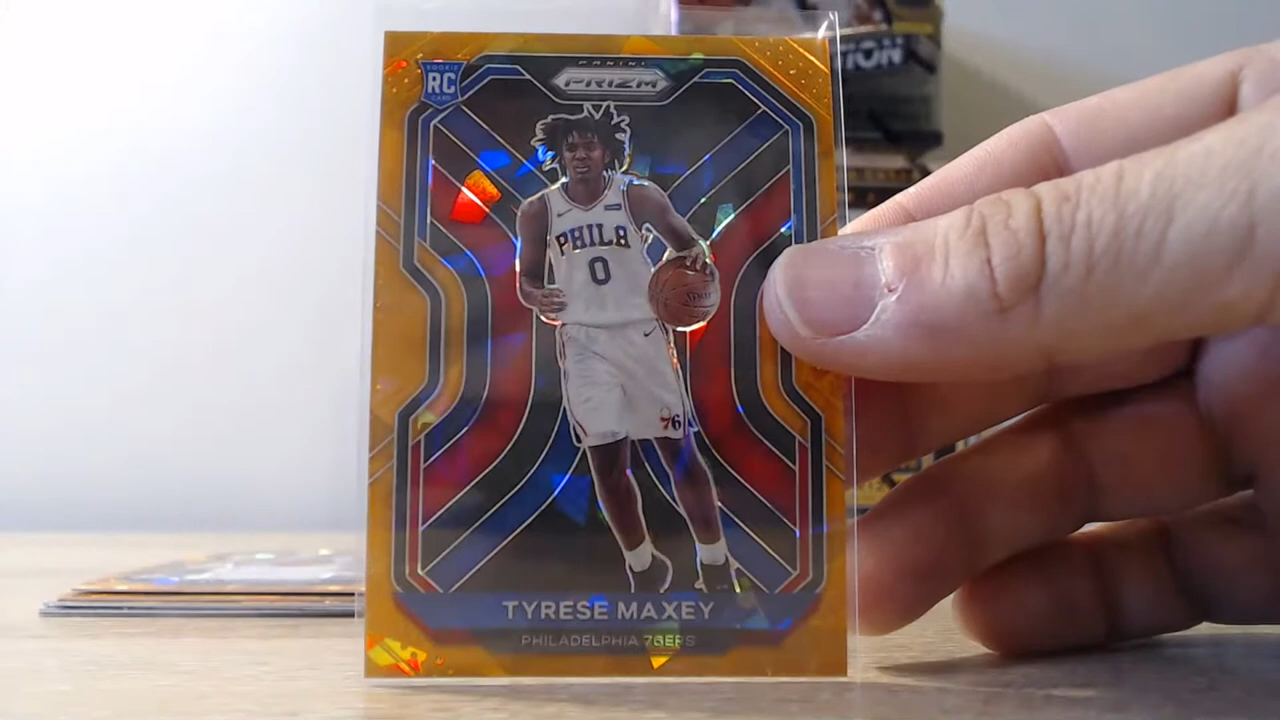 ROOKIE
RC
CARD
PANINI
PRIZM
TION
PHILA
0
76
TYRESE MAXEY
PHILADELPHIA 76ERS